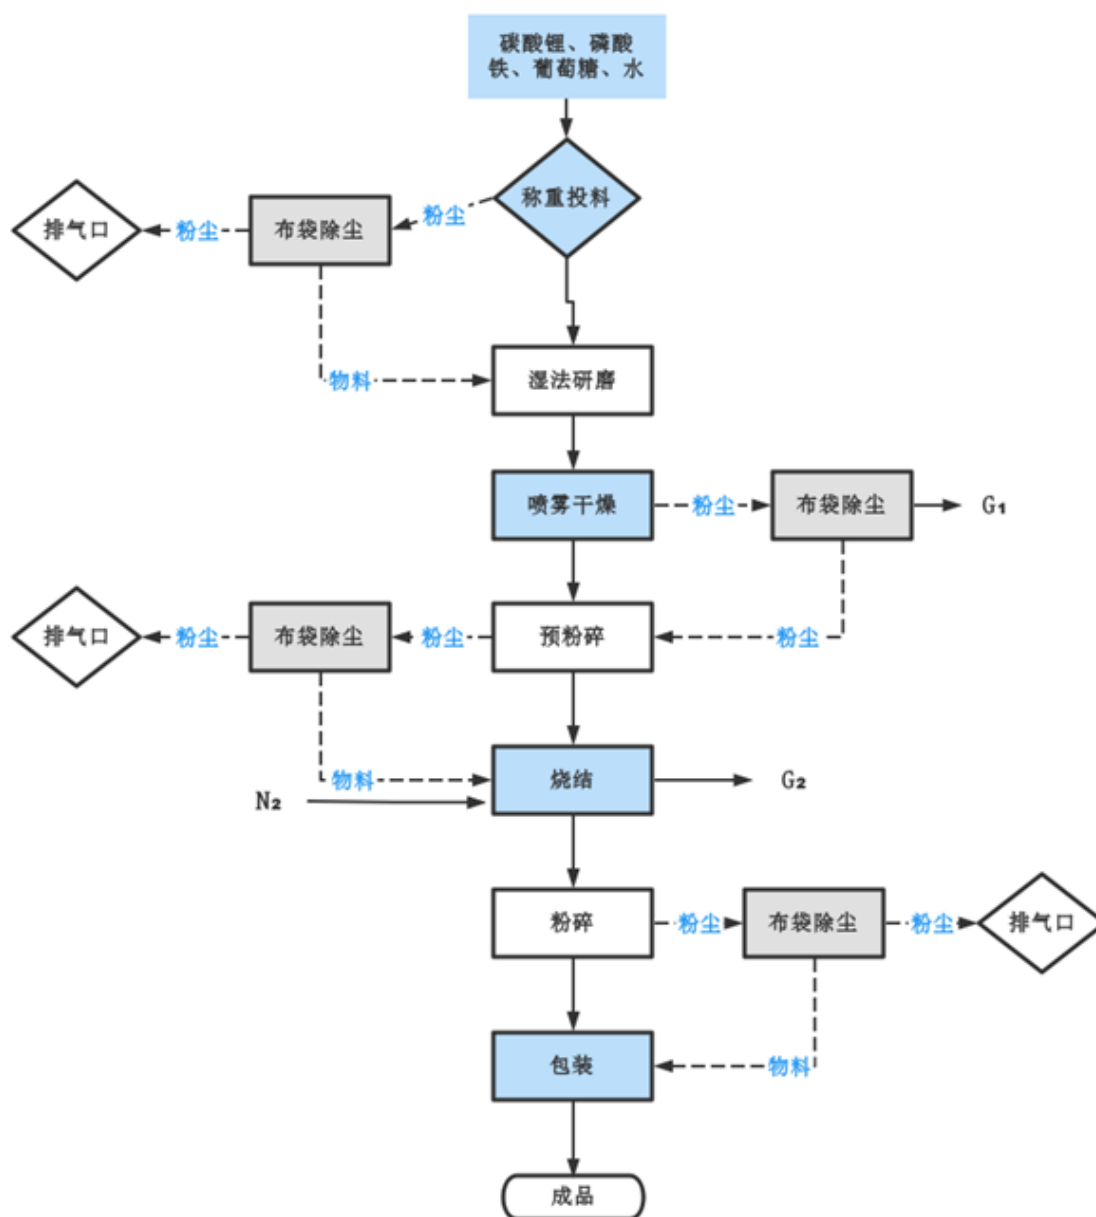 碳酸锂、磷酸
铁、葡萄糖、水
称重投料
排气口
粉尘
布袋除尘
粉尘
物料
湿法研磨
喷雾干燥
粉尘
布袋除尘
G₁
排气口
粉尘
布袋除尘
粉尘
预粉碎
粉尘
物料
烧结
G₂
N₂
粉碎
粉尘
布袋除尘
粉尘
排气口
包装
物料
成品